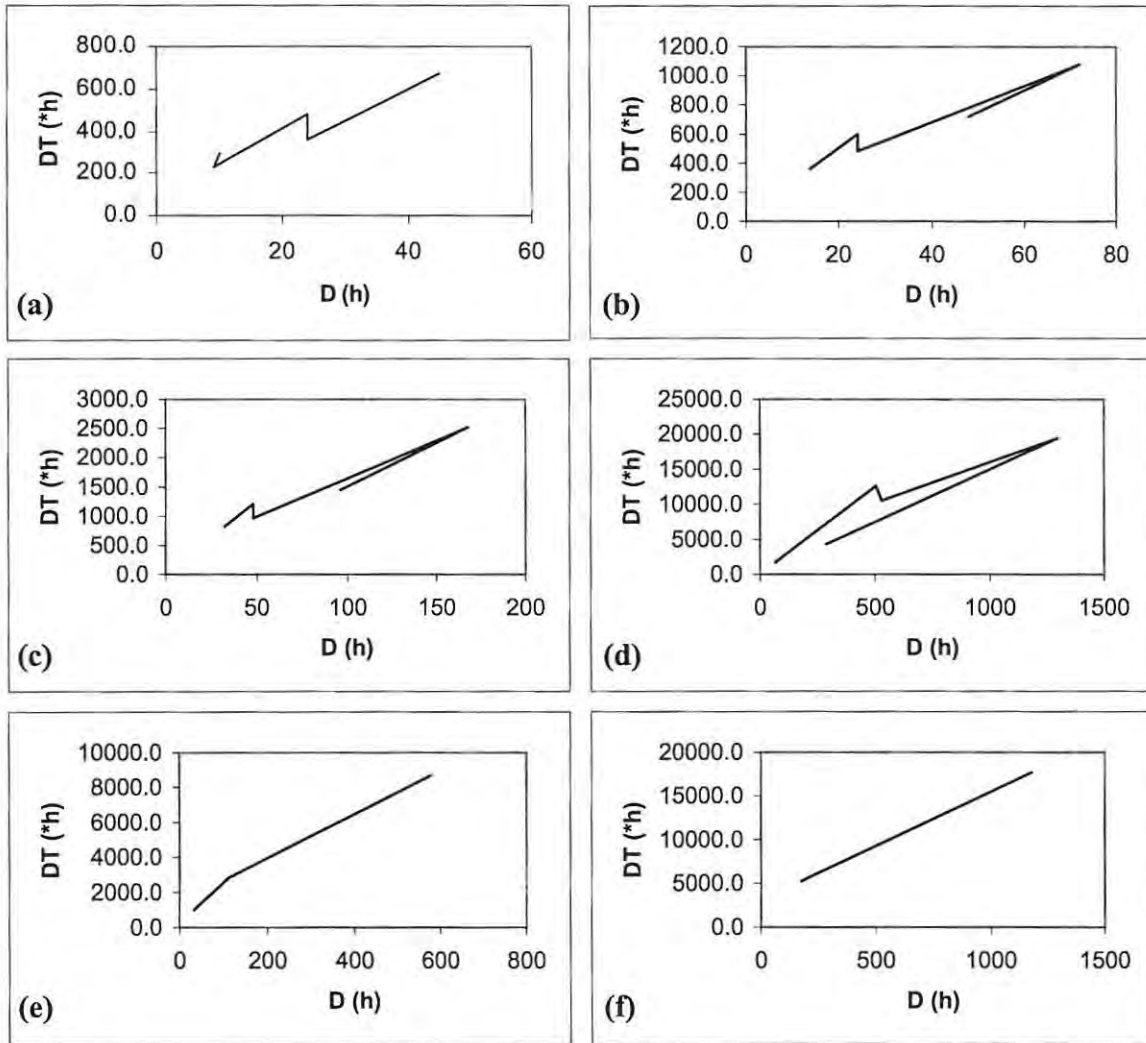 800.0
600.0
400.0
200.0
0.0
DT (*h)
0 20 40 60
D (h)
(a)
1200.0
1000.0
800.0
600.0
400.0
200.0
0.0
DT (*h)
0 20 40 60 80
D (h)
(b)
3000.0
2500.0
2000.0
1500.0
1000.0
500.0
0.0
DT (*h)
0 50 100 150 200
D (h)
(c)
25000.0
20000.0
15000.0
10000.0
5000.0
0.0
DT (*h)
0 500 1000 1500
D (h)
(d)
10000.0
8000.0
6000.0
4000.0
2000.0
0.0
DT (*h)
0 200 400 600 800
D (h)
(e)
20000.0
15000.0
10000.0
5000.0
0.0
DT (*h)
0 500 1000 1500
D (h)
(f)